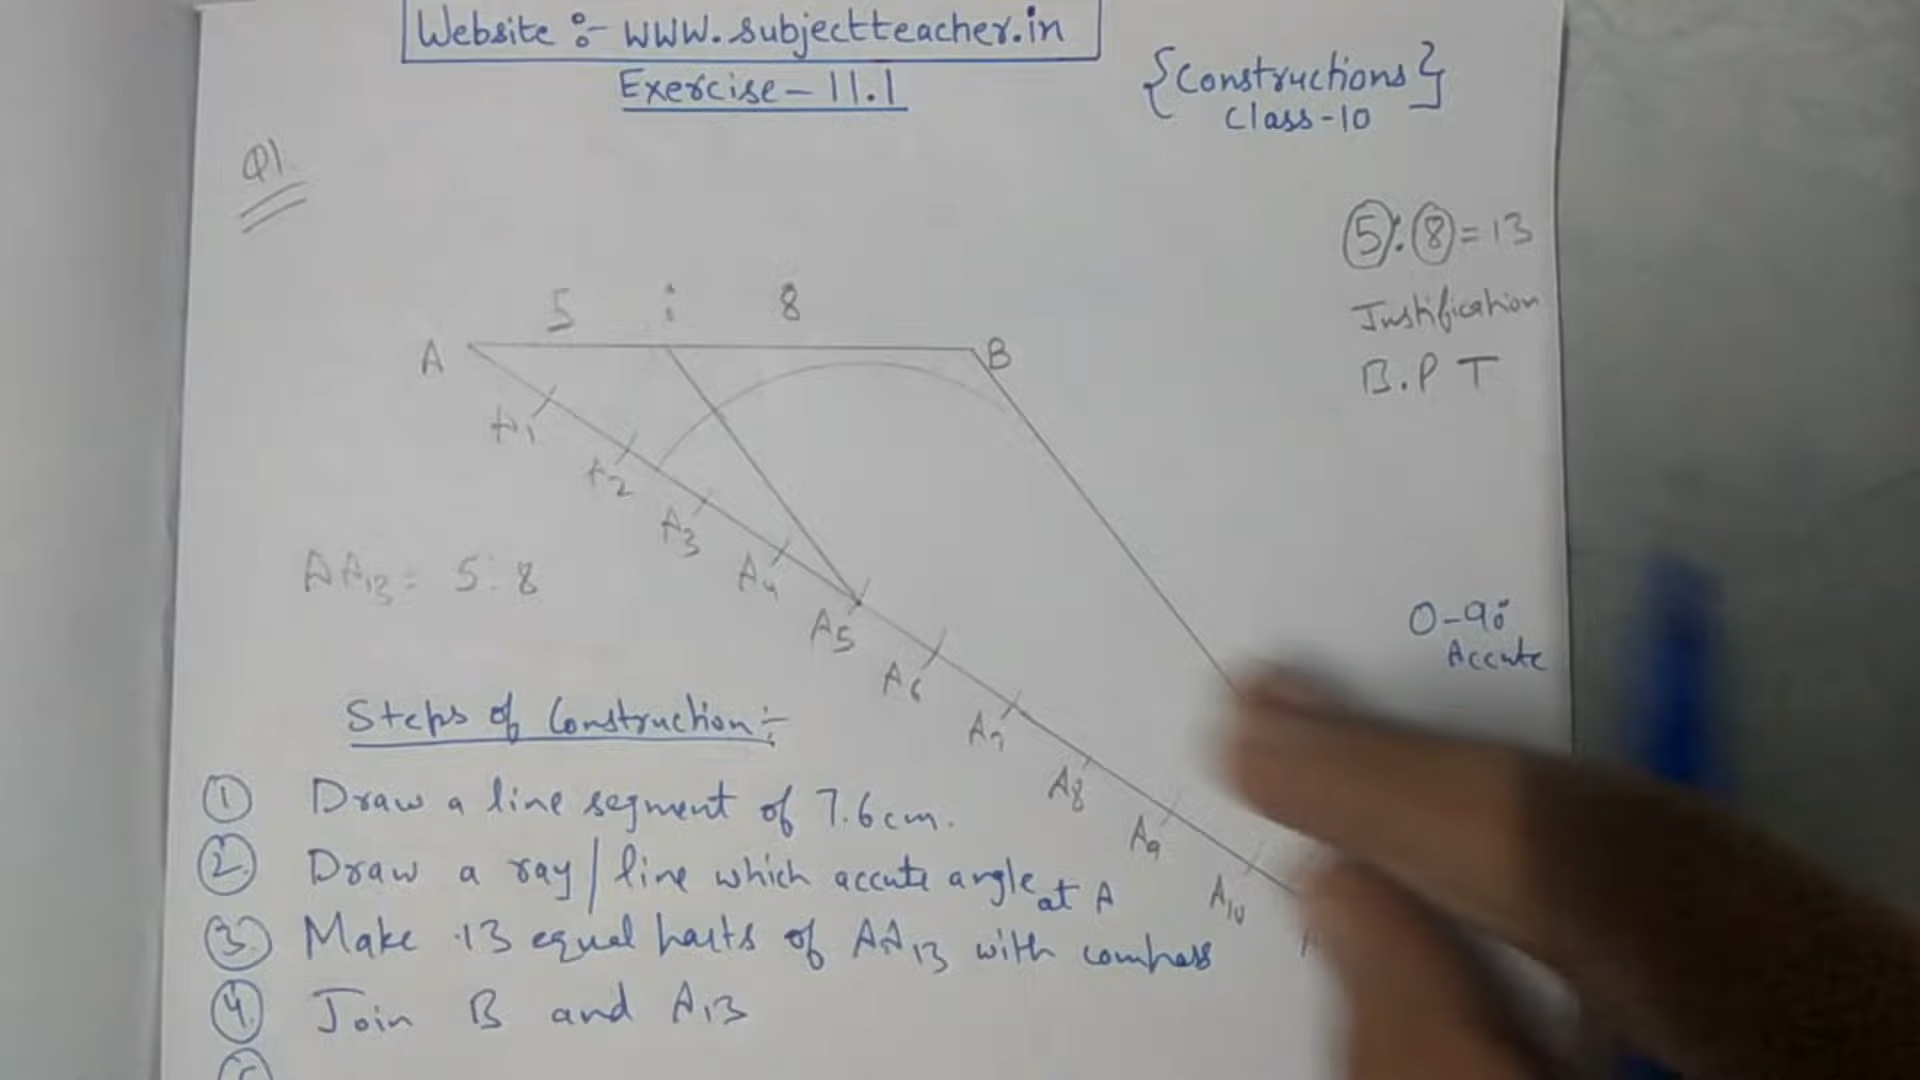 Website :- www.subjectteacher.in
Exercise - 11.1
{Constructions}
Class-10
Q1
5 : 8 = 13
Justification
B.P T
5 : 8
A
B
A1
A2
A3
A4
A5
A6
A7
A8
A9
A10
AA13 = 5:8
0-90°
Accute
Steps of Construction :-
1 Draw a line segment of 7.6cm.
2. Draw a ray/line which accute angle at A
3. Make 13 equal parts of AA13 with compass
4. Join B and A13